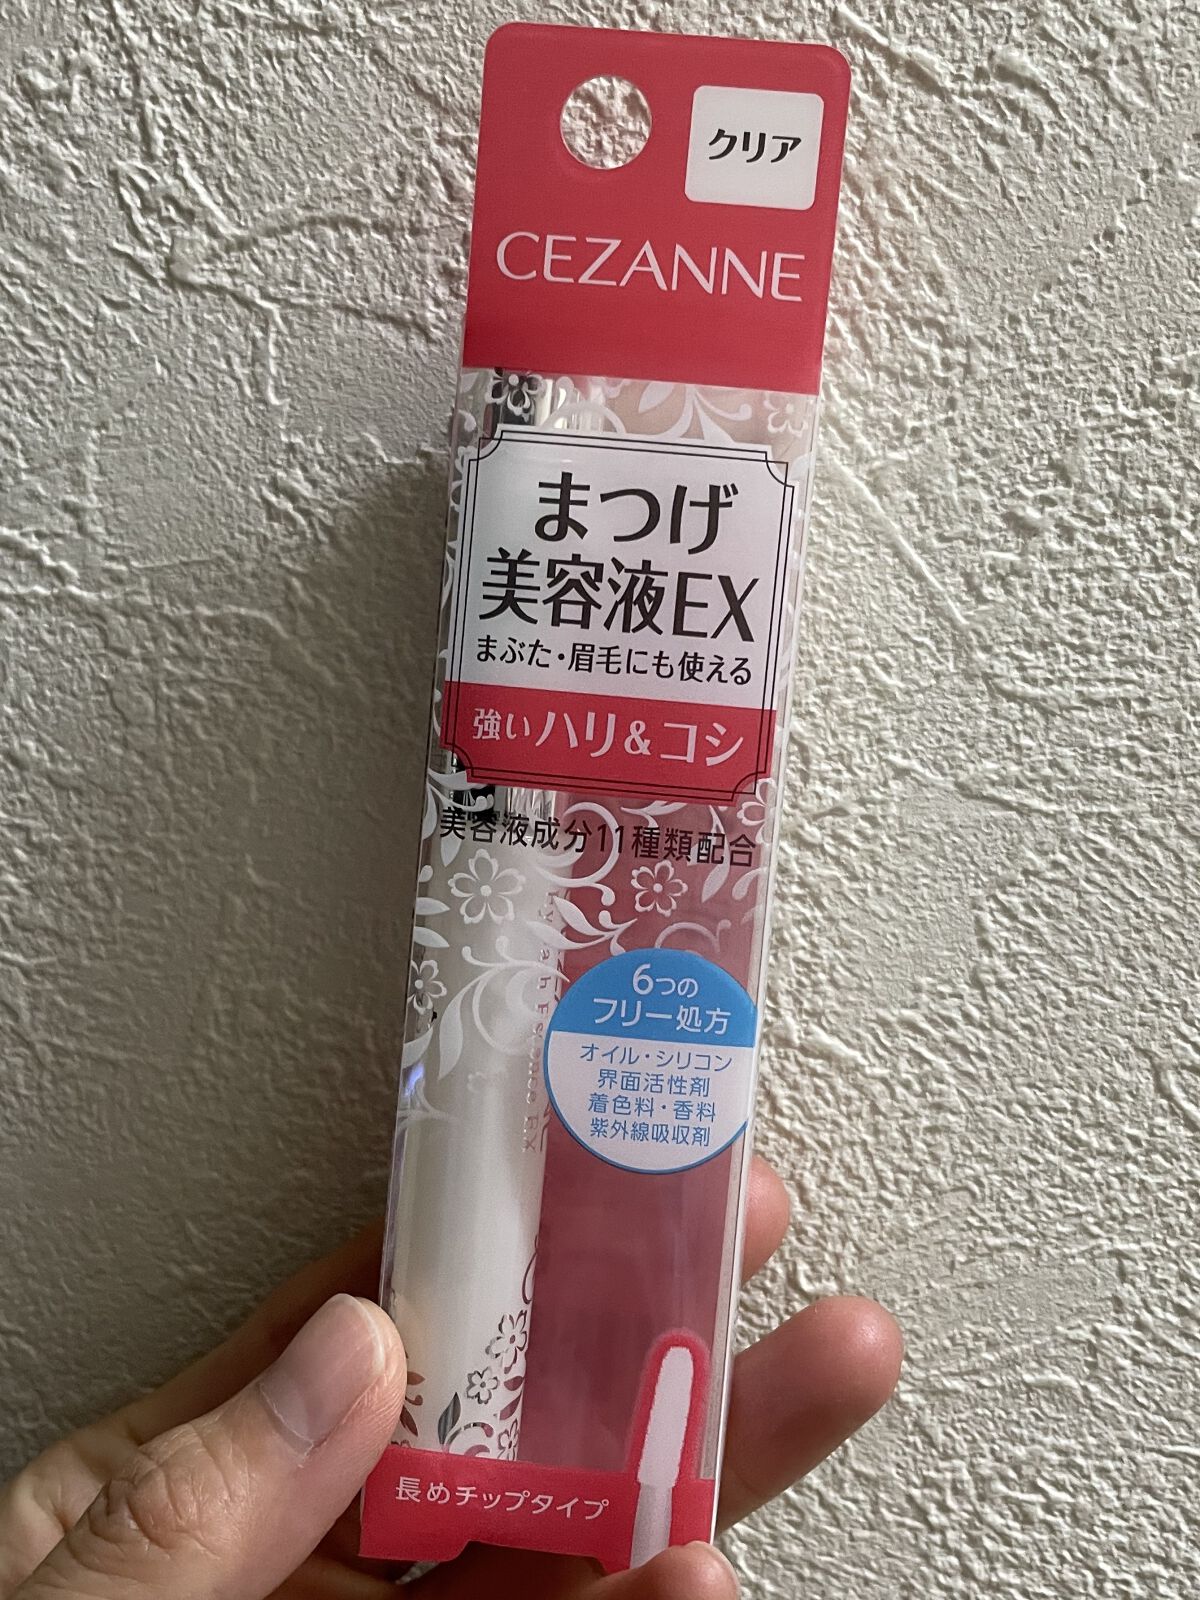 クリア
CEZANNE
まつげ
美容液EX
まぶた・眉毛にも使える
強いハリ&コシ
美容液成分11種類配合
6つの
フリー処方
オイル・シリコン
界面活性剤
着色料・香料
紫外線吸収剤
長めチップタイプ